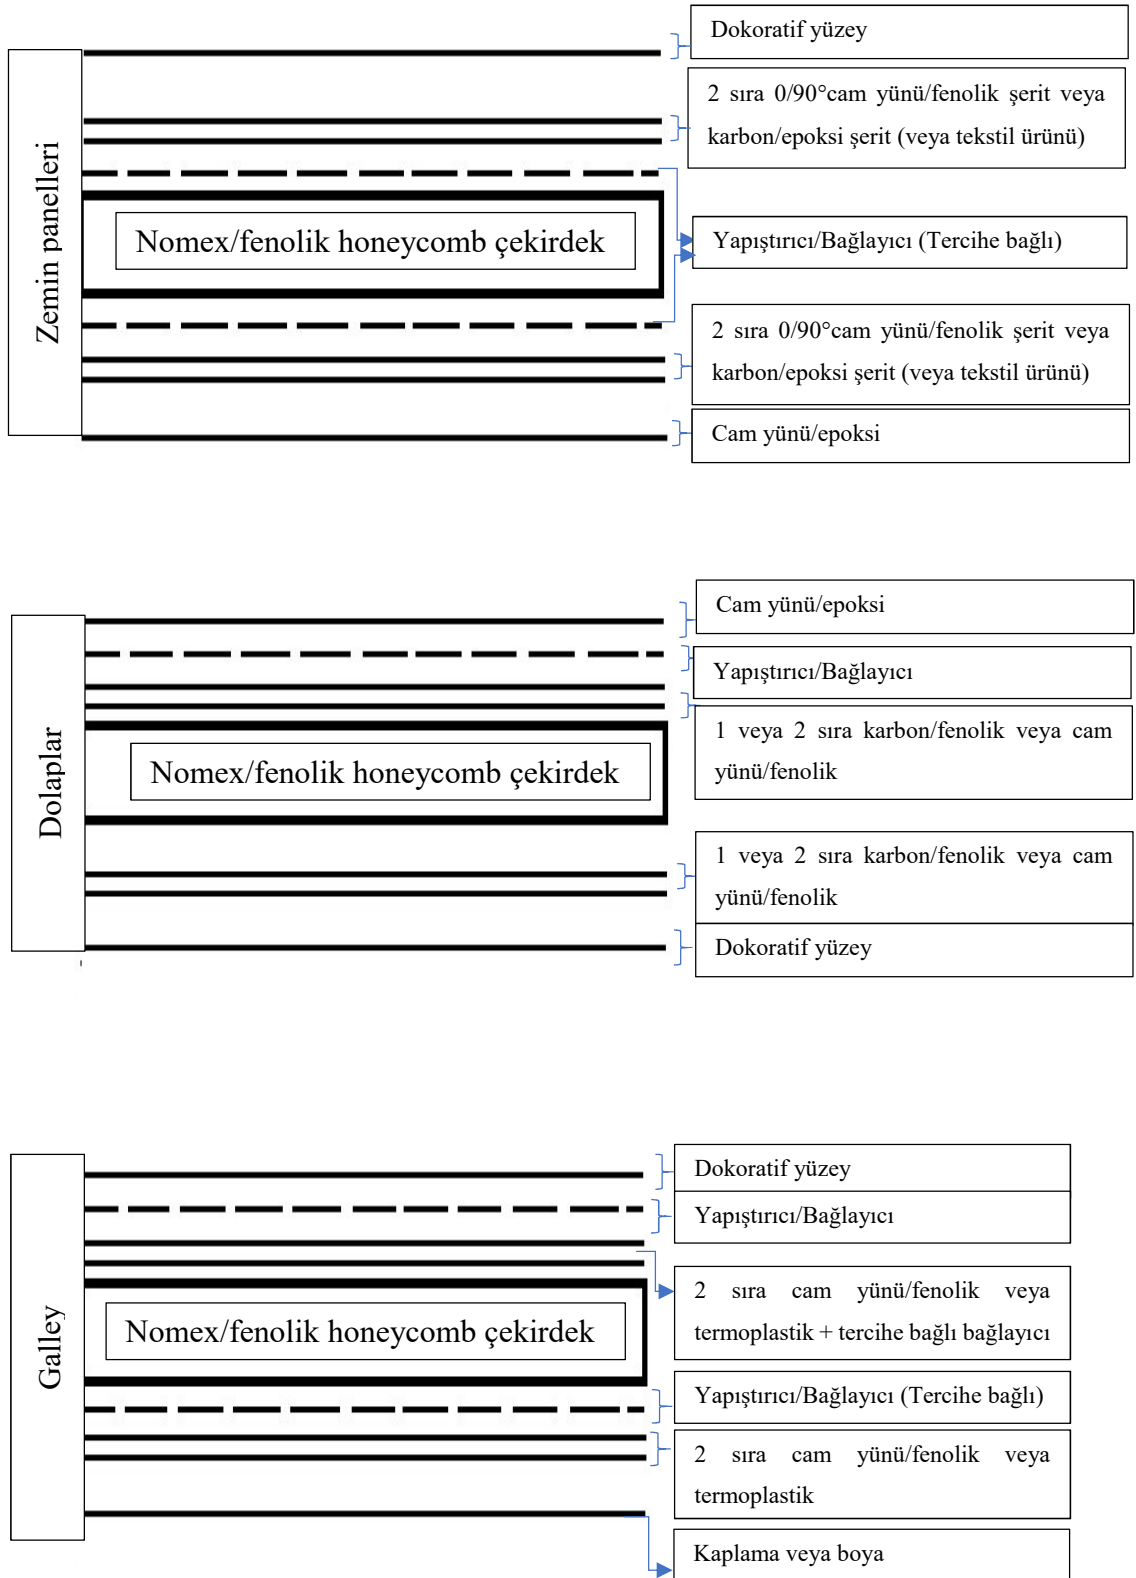 Zemin panelleri
Dokoratif yüzey
2 sıra 0/90°cam yünü/fenolik şerit veya
karbon/epoksi şerit (veya tekstil ürünü)
Nomex/fenolik honeycomb çekirdek
Yapıştırıcı/Bağlayıcı (Tercihe bağlı)
2 sıra 0/90°cam yünü/fenolik şerit veya
karbon/epoksi şerit (veya tekstil ürünü)
Cam yünü/epoksi
Dolaplar
Cam yünü/epoksi
Yapıştırıcı/Bağlayıcı
1 veya 2 sıra karbon/fenolik veya cam
yünü/fenolik
Nomex/fenolik honeycomb çekirdek
1 veya 2 sıra karbon/fenolik veya cam
yünü/fenolik
Dokoratif yüzey
Galley
Dokoratif yüzey
Yapıştırıcı/Bağlayıcı
2 sıra cam yünü/fenolik veya
termoplastik + tercihe bağlı bağlayıcı
Nomex/fenolik honeycomb çekirdek
Yapıştırıcı/Bağlayıcı (Tercihe bağlı)
2 sıra cam yünü/fenolik veya
termoplastik
Kaplama veya boya